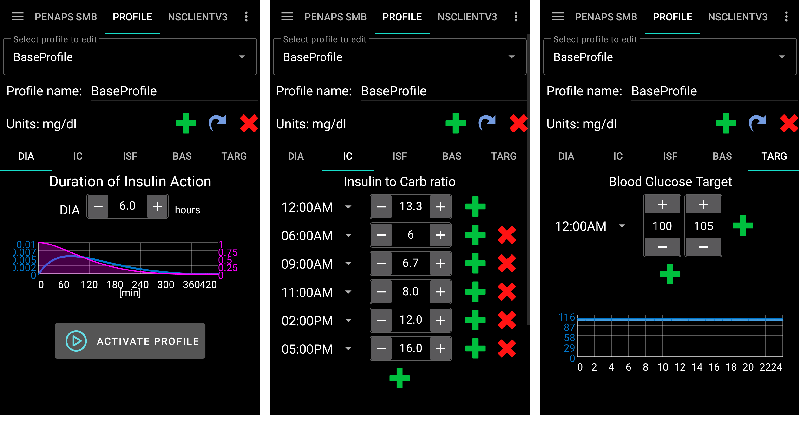 PENAPS SMB PROFILE NSCLIENTV3
Select profile to edit
BaseProfile
Profile name: BaseProfile
Units: mg/dl
DIA IC ISF BAS TARG
Duration of Insulin Action
DIA − 6.0 + hours
0.01 1
0.007 0.75
0.005 0.5
0.002 0.25
0 0
0 60 120 180 240 300 360420
[min]
ACTIVATE PROFILE
PENAPS SMB PROFILE NSCLIENTV3
Select profile to edit
BaseProfile
Profile name: BaseProfile
Units: mg/dl
DIA IC ISF BAS TARG
Insulin to Carb ratio
12:00AM − 13.3 +
06:00AM − 6 +
09:00AM − 6.7 +
11:00AM − 8.0 +
02:00PM − 12.0 +
05:00PM − 16.0 +
PENAPS SMB PROFILE NSCLIENTV3
Select profile to edit
BaseProfile
Profile name: BaseProfile
Units: mg/dl
DIA IC ISF BAS TARG
Blood Glucose Target
+ +
12:00AM 100 105
− −
116
87
58
29
0
0 2 4 6 8 10 12 14 16 18 20 2224